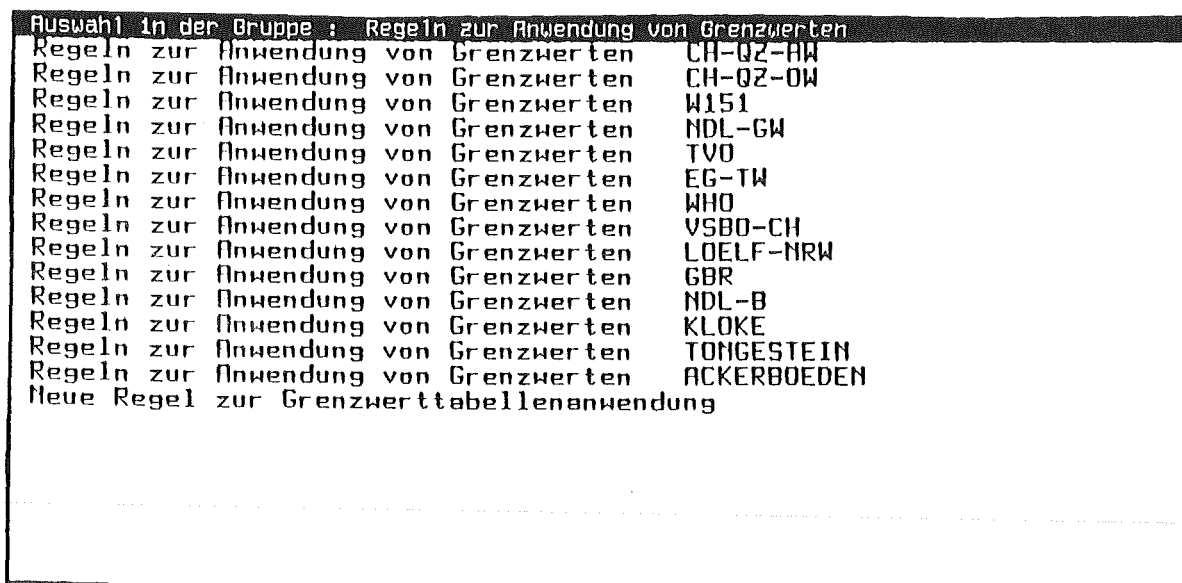 Auswahl in der Gruppe : Regeln zur Anwendung von Grenzwerten
Regeln zur Anwendung von Grenzwerten CH-QZ-AW
Regeln zur Anwendung von Grenzwerten CH-QZ-OW
Regeln zur Anwendung von Grenzwerten W151
Regeln zur Anwendung von Grenzwerten NDL-GW
Regeln zur Anwendung von Grenzwerten TVO
Regeln zur Anwendung von Grenzwerten EG-TW
Regeln zur Anwendung von Grenzwerten WHO
Regeln zur Anwendung von Grenzwerten VSBO-CH
Regeln zur Anwendung von Grenzwerten LOELF-NRW
Regeln zur Anwendung von Grenzwerten GBR
Regeln zur Anwendung von Grenzwerten NDL-B
Regeln zur Anwendung von Grenzwerten KLOKE
Regeln zur Anwendung von Grenzwerten TONGESTEIN
Regeln zur Anwendung von Grenzwerten ACKERBOEDEN
Neue Regel zur Grenzwerttabellenanwendung